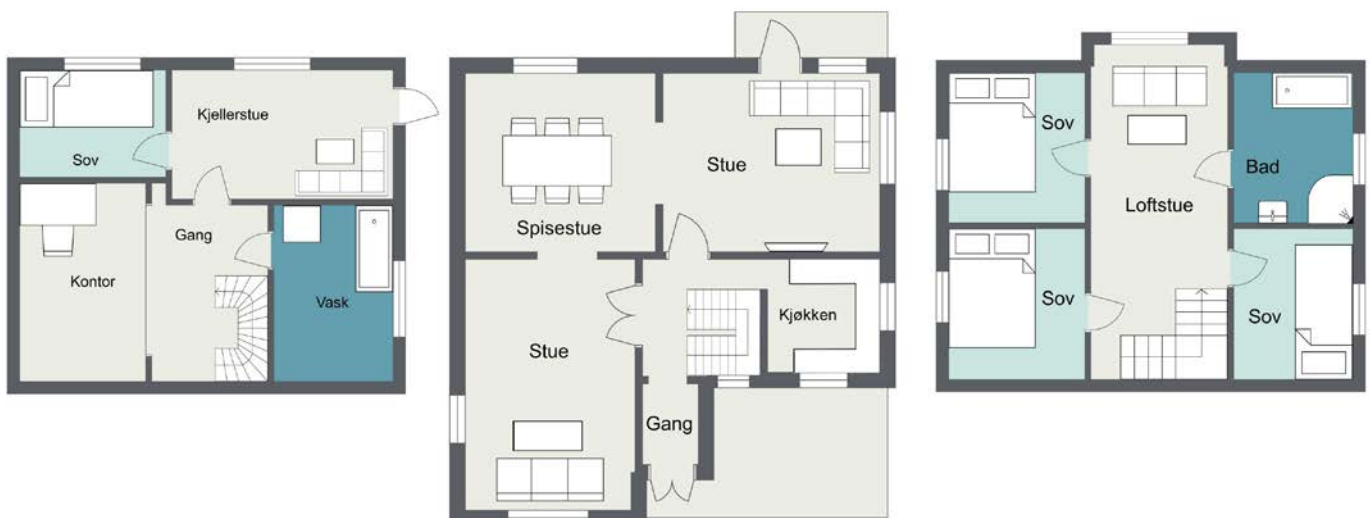 Kjellerstue
Sov
Gang
Kontor
Vask
Stue
Spisestue
Kjøkken
Stue
Gang
Sov
Bad
Loftstue
Sov
Sov